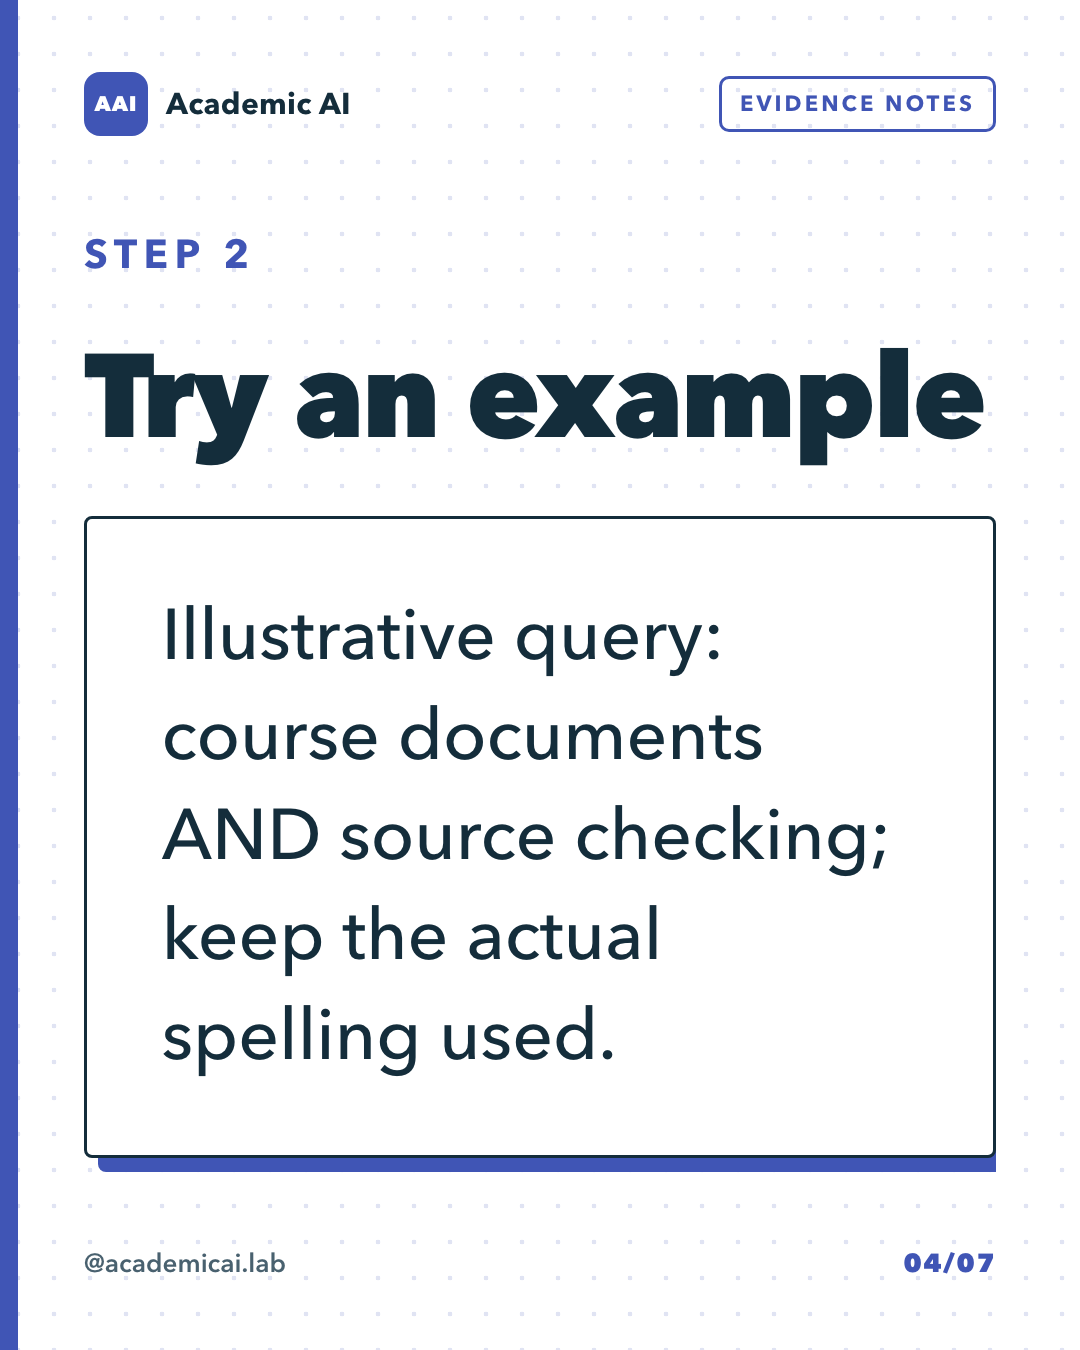 AAI
Academic AI
EVIDENCE NOTES
STEP 2
Try an example
Illustrative query:
course documents
AND source checking;
keep the actual
spelling used.
@academicai.lab
04/07